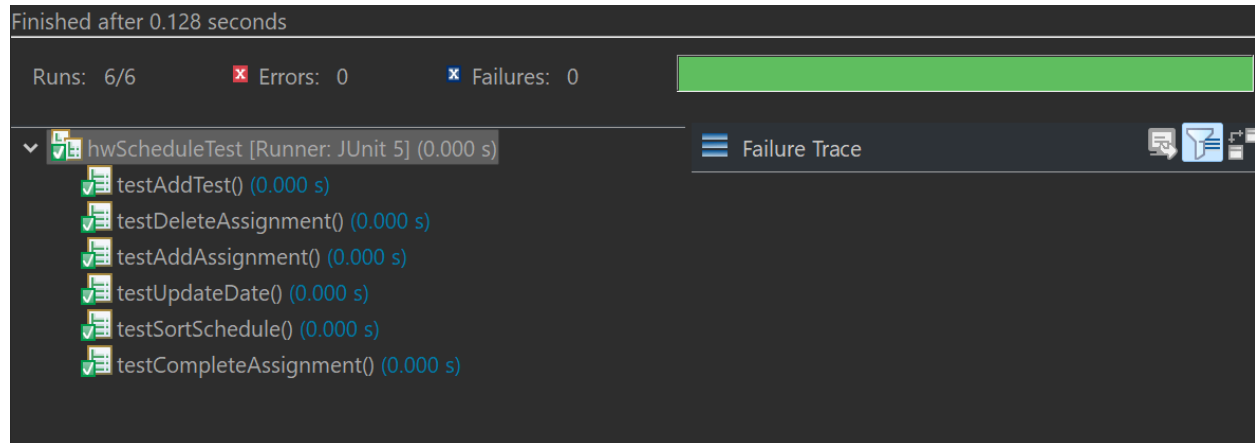 Finished after 0.128 seconds
Runs: 6/6 Errors: 0 Failures: 0
hwScheduleTest [Runner: JUnit 5] (0.000 s)
Failure Trace
testAddTest() (0.000 s)
testDeleteAssignment() (0.000 s)
testAddAssignment() (0.000 s)
testUpdateDate() (0.000 s)
testSortSchedule() (0.000 s)
testCompleteAssignment() (0.000 s)